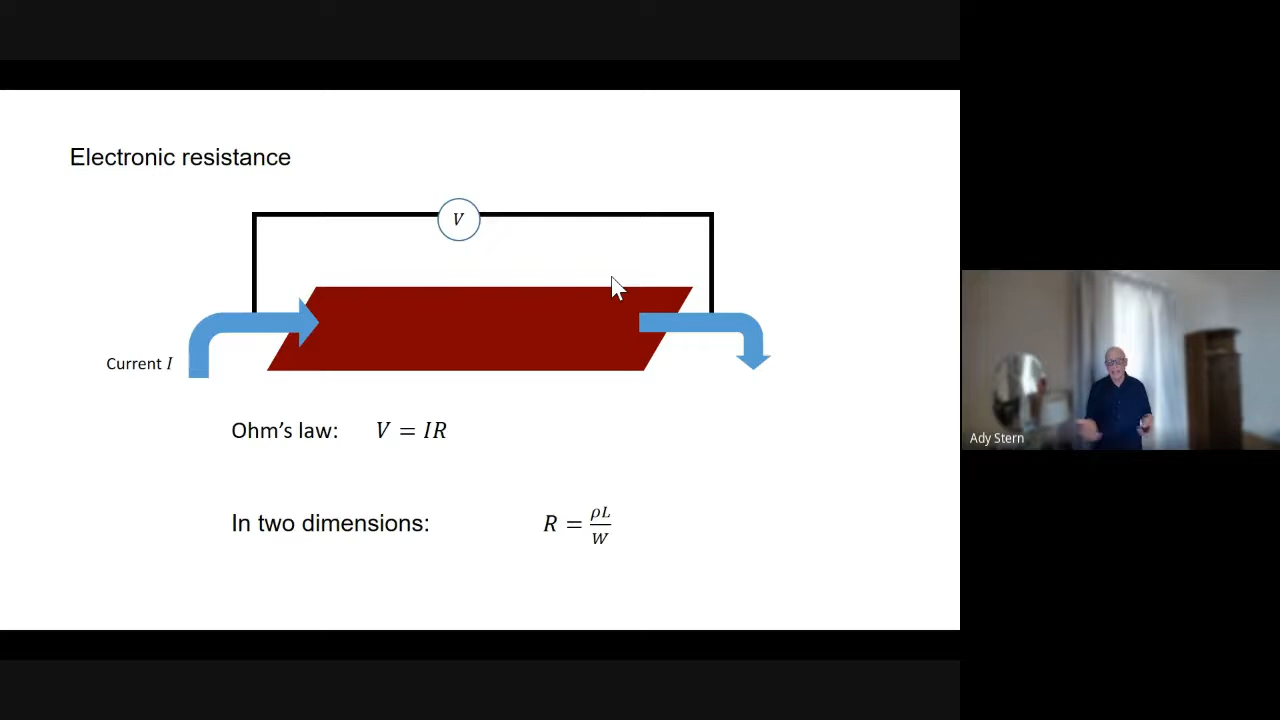 Electronic resistance
V
Current I
Ohm's law: V = IR
In two dimensions: R = ρL/W
Ady Stern